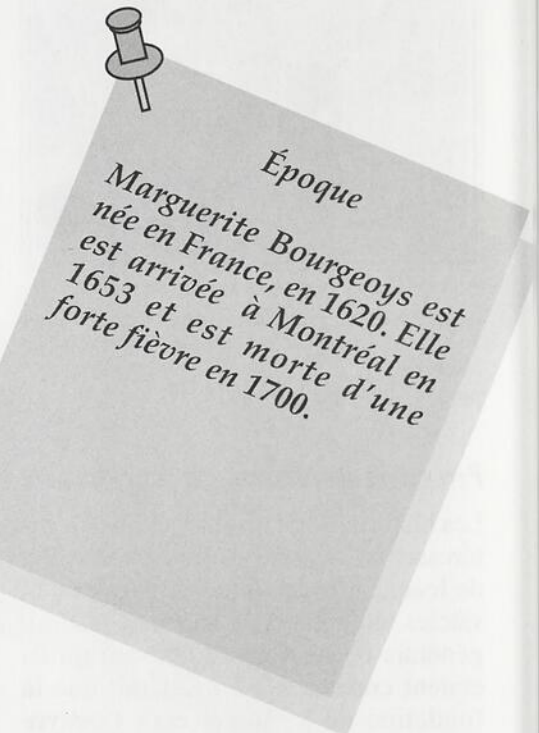 Époque
Marguerite Bourgeoys est
née en France, en 1620. Elle
est arrivée à Montréal en
1653 et est morte d'une
forte fièvre en 1700.